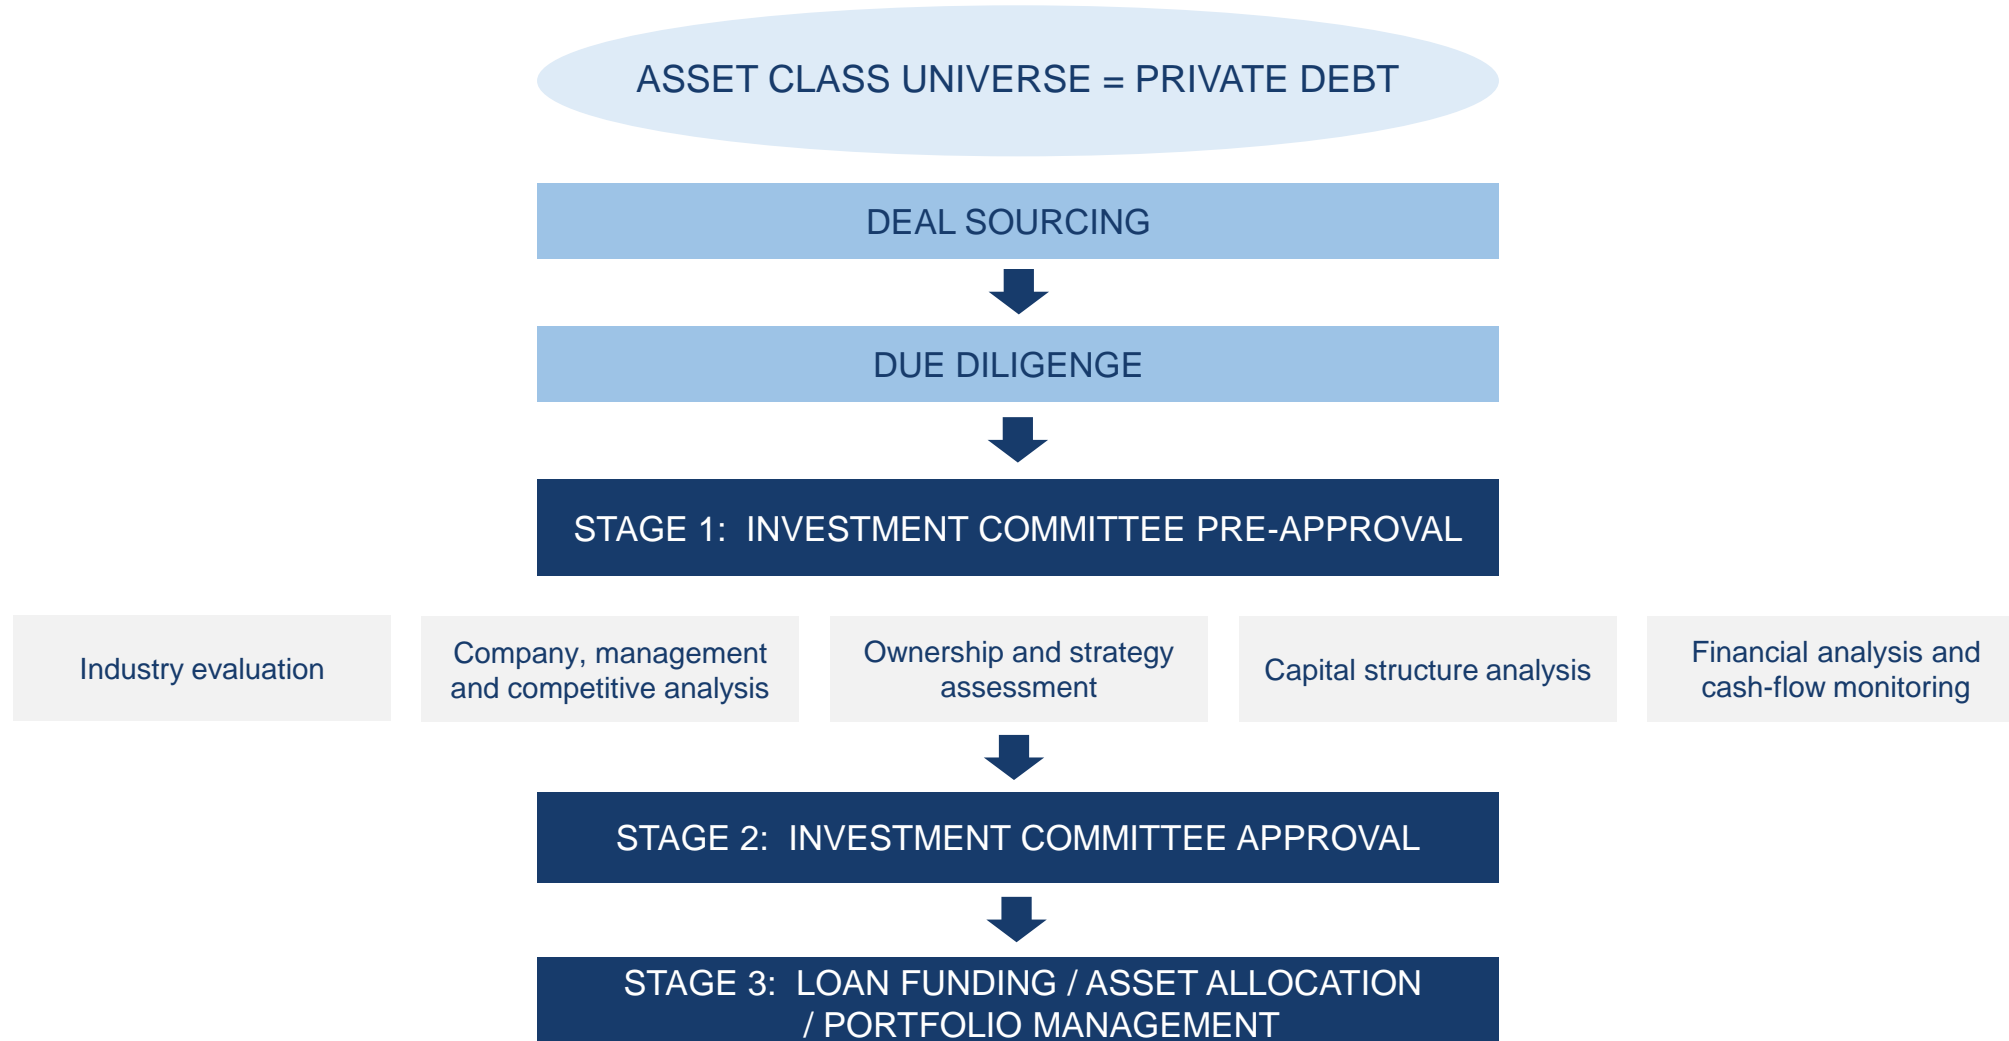 ASSET CLASS UNIVERSE = PRIVATE DEBT
DEAL SOURCING
DUE DILIGENGE
STAGE 1:  INVESTMENT COMMITTEE PRE-APPROVAL
Industry evaluation
Company, management
and competitive analysis
Ownership and strategy
assessment
Capital structure analysis
Financial analysis and
cash-flow monitoring
STAGE 2:  INVESTMENT COMMITTEE APPROVAL
STAGE 3:  LOAN FUNDING / ASSET ALLOCATION
/ PORTFOLIO MANAGEMENT